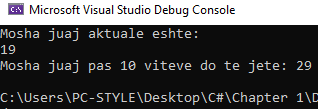 Microsoft Visual Studio Debug Console
Mosha juaj aktuale eshte:
19
Mosha juaj pas 10 viteve do te jete: 29
C:\Users\PC-STYLE\Desktop\C#\Chapter 1\D